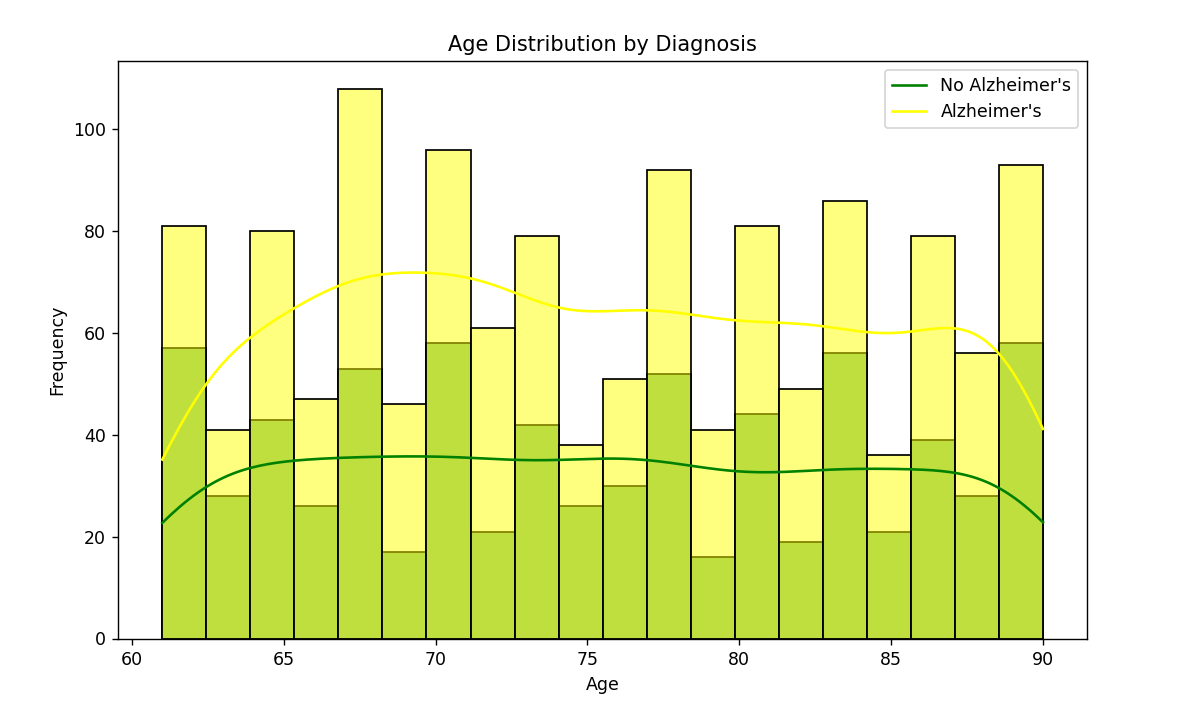 Age Distribution by Diagnosis
No Alzheimer's
Alzheimer's
Frequency
100
80
60
40
20
0
60 65 70 75 80 85 90
Age